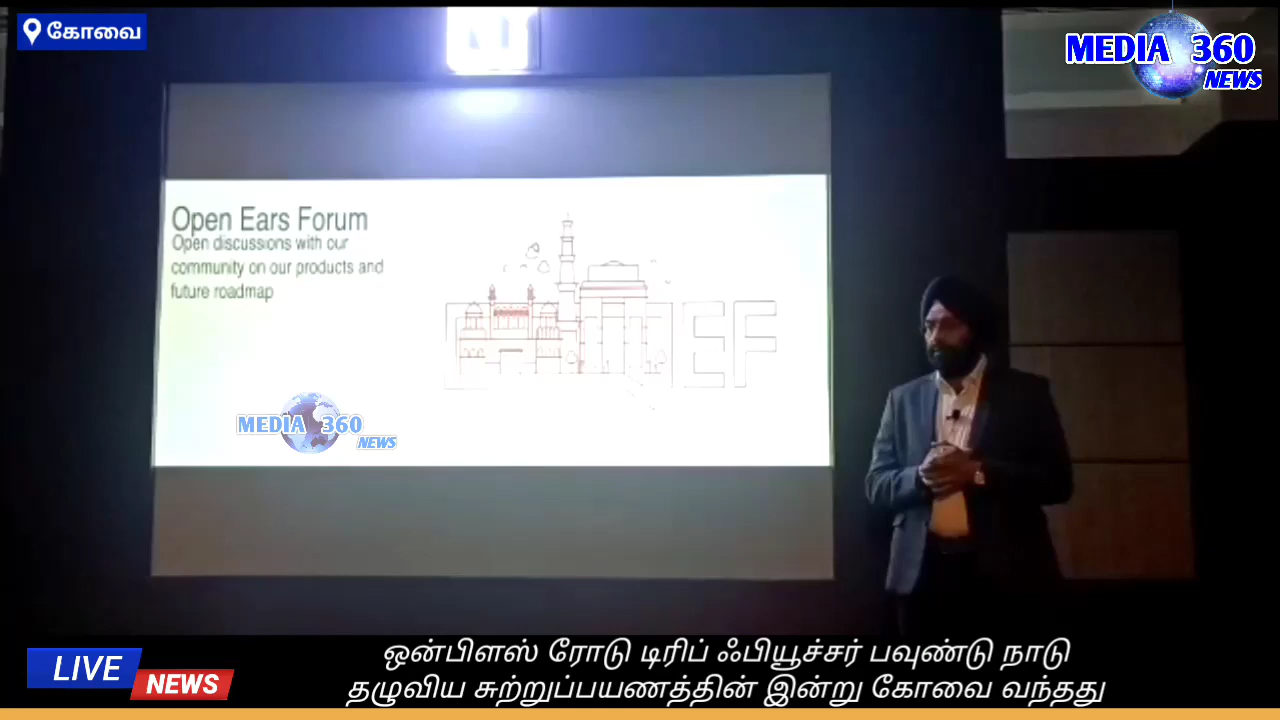 கோவை
MEDIA 360
NEWS
Open Ears Forum
Open discussions with our
community on our products and
future roadmap
OEF
MEDIA 360
NEWS
LIVE
NEWS
ஒன்பிளஸ் ரோடு டிரிப் ஃபியூச்சர் பவுண்டு நாடு
தழுவிய சுற்றுப்பயணத்தின் இன்று கோவை வந்தது